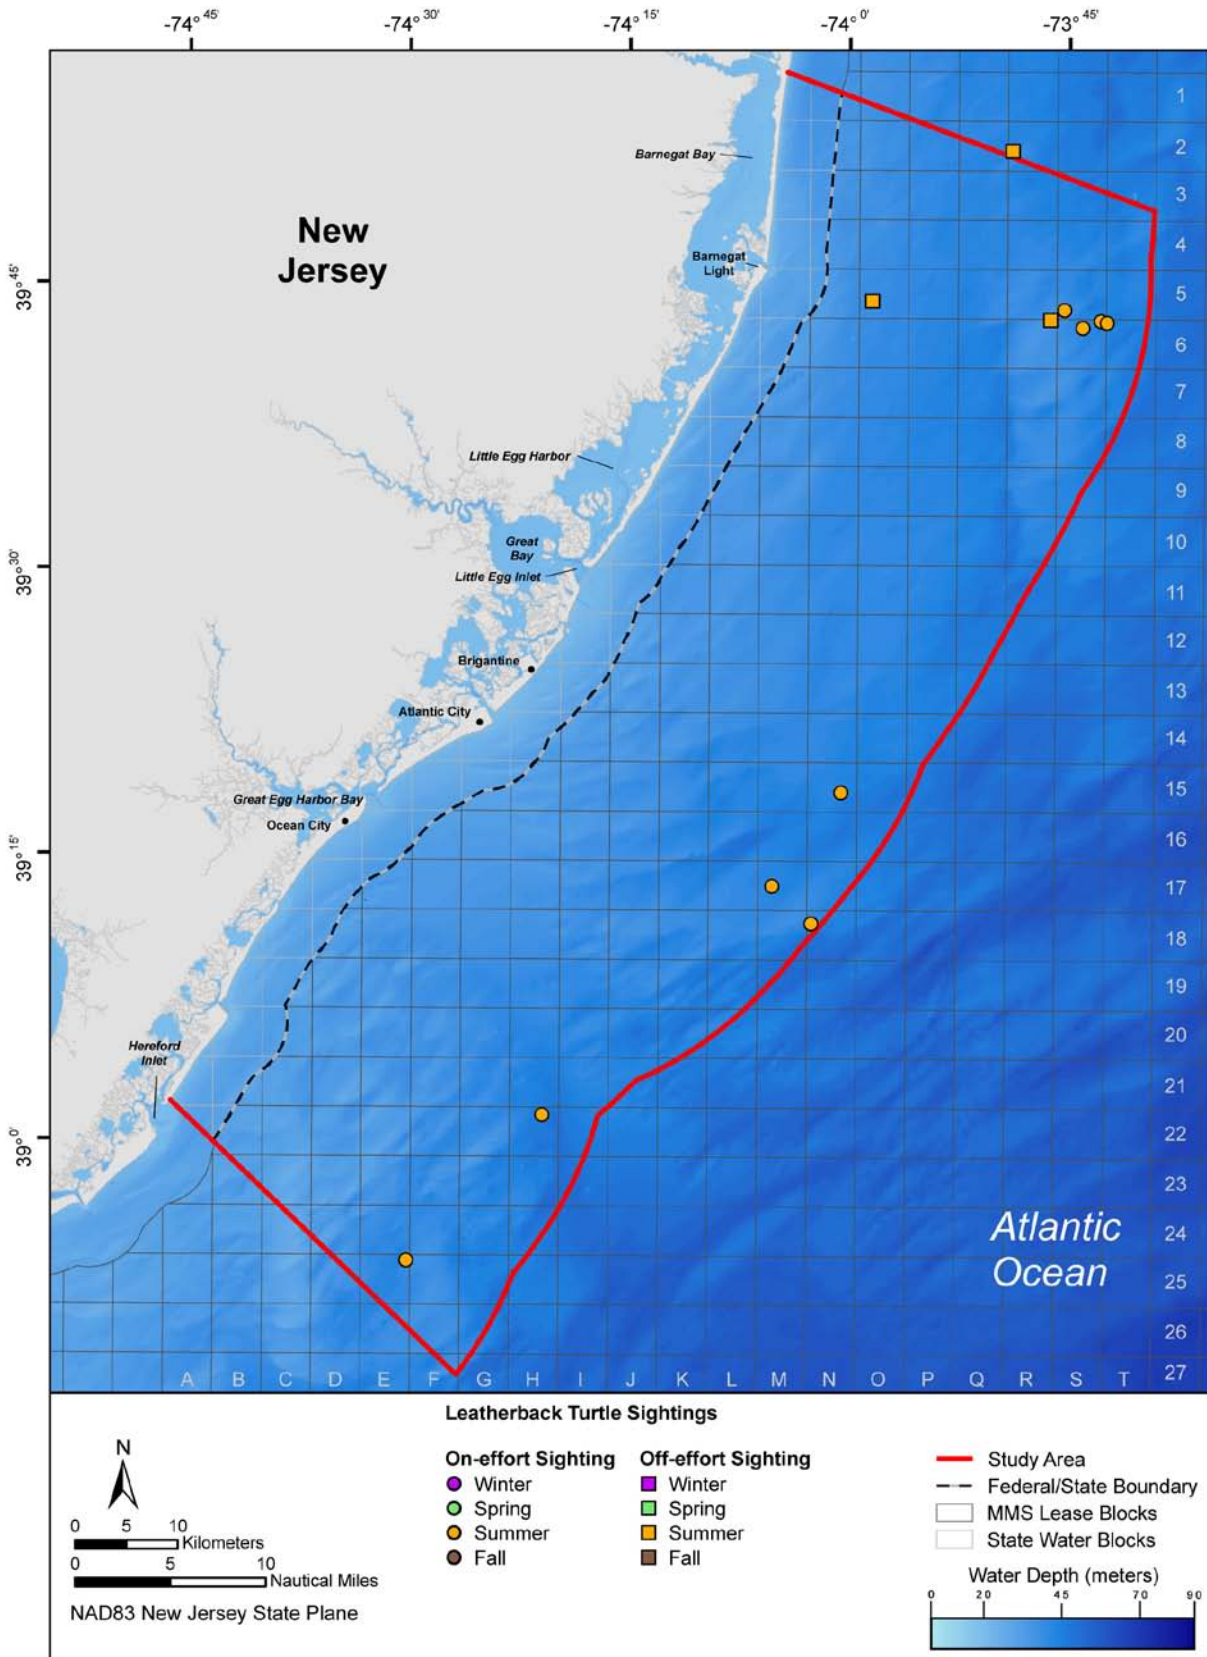 -74° 45'
-74° 30'
-74° 15'
-74° 0'
-73° 45'
1
Barnegat Bay
2
3
New
Jersey
4
Barnegat
Light
39° 45'
5
6
7
8
Little Egg Harbor
9
Great
Bay
10
39° 30'
Little Egg Inlet
11
12
Brigantine
13
Atlantic City
14
15
Great Egg Harbor Bay
Ocean City
16
39° 15'
17
18
19
20
Hereford
Inlet
21
22
39° 0'
23
Atlantic
Ocean
24
25
26
27
A B C D E F G H I J K L M N O P Q R S T
Leatherback Turtle Sightings
N
0 5 10
Kilometers
0 5 10
Nautical Miles
NAD83 New Jersey State Plane
On-effort Sighting
Winter
Spring
Summer
Fall
Off-effort Sighting
Winter
Spring
Summer
Fall
Study Area
Federal/State Boundary
MMS Lease Blocks
State Water Blocks
Water Depth (meters)
0 20 45 70 90